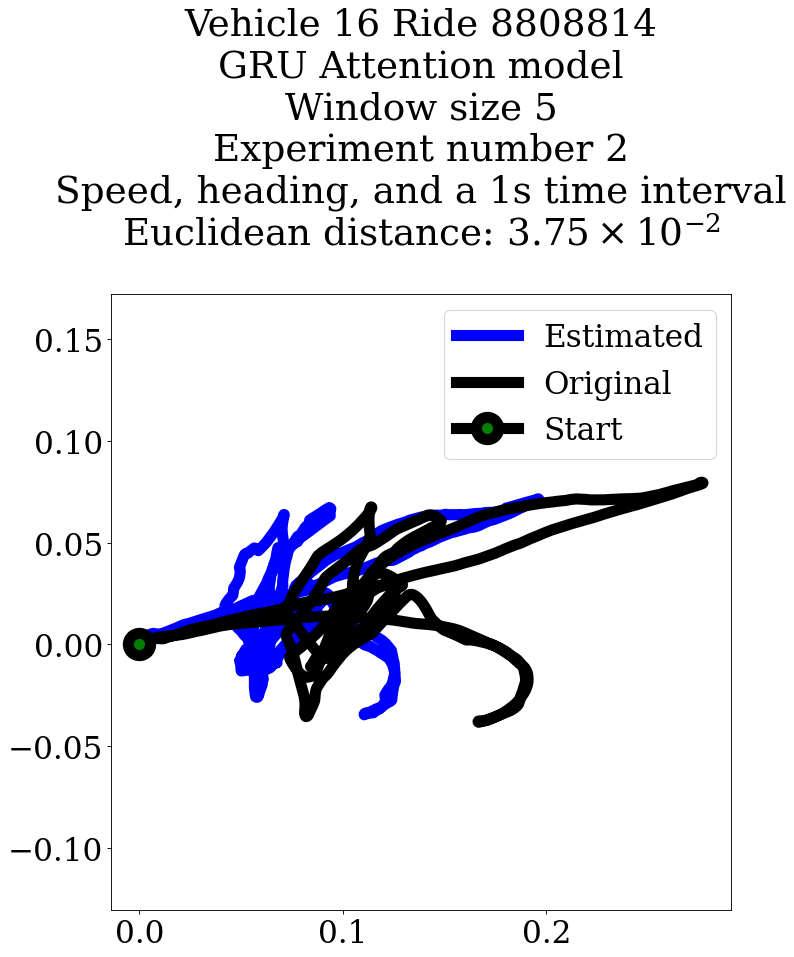 Vehicle 16 Ride 8808814
GRU Attention model
Window size 5
Experiment number 2
Speed, heading, and a 1s time interval
Euclidean distance: 3.75 × 10⁻²
Estimated
Original
Start
0.15
0.10
0.05
0.00
−0.05
−0.10
0.0 0.1 0.2